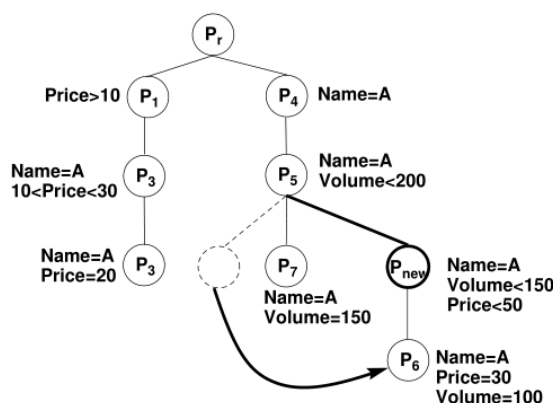 Pr
Price>10
P1
P4
Name=A
Name=A
10<Price<30
P3
P5
Name=A
Volume<200
Name=A
Price=20
P3
P7
Name=A
Volume=150
Pnew
Name=A
Volume<150
Price<50
P6
Name=A
Price=30
Volume=100